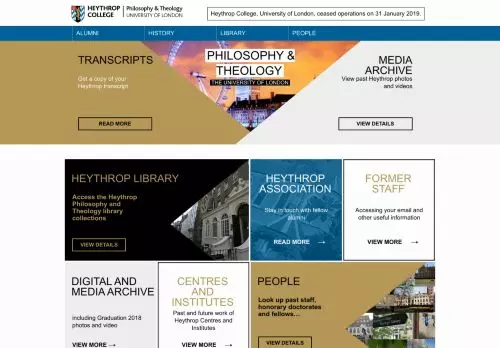 HEYTHROP
COLLEGE
Philosophy & Theology
UNIVERSITY OF LONDON
Heythrop College, University of London, ceased operations on 31 January 2019.
ALUMNI
HISTORY
LIBRARY
PEOPLE
TRANSCRIPTS
Get a copy of your
Heythrop transcript
READ MORE
PHILOSOPHY &
THEOLOGY
THE UNIVERSITY OF LONDON
MEDIA
ARCHIVE
View past Heythrop photos
and videos
VIEW DETAILS
HEYTHROP LIBRARY
Access the Heythrop
Philosophy and
Theology library
collections
VIEW DETAILS
HEYTHROP
ASSOCIATION
Stay in touch with fellow
alumni
READ MORE →
FORMER
STAFF
Accessing your email and
other useful information
VIEW MORE →
DIGITAL AND
MEDIA ARCHIVE
including Graduation 2018
photos and video
VIEW MORE →
CENTRES
AND
INSTITUTES
Past and future work of
Heythrop Centres and
Institutes
VIEW MORE →
PEOPLE
Look up past staff,
honorary doctorates
and fellows…
VIEW DETAILS